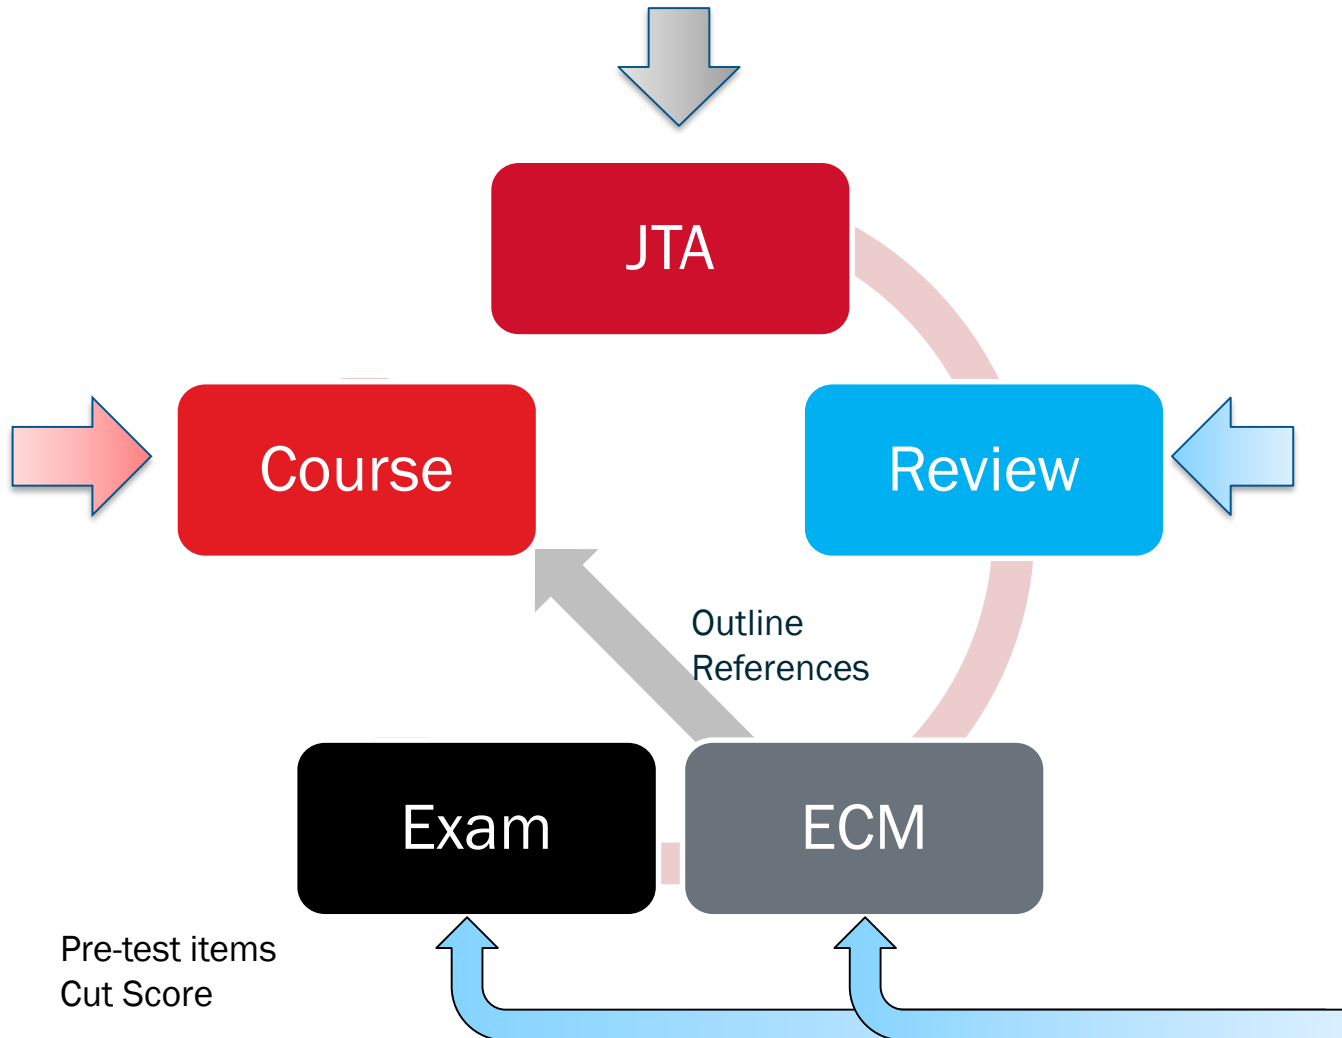 JTA
Course
Review
Outline
References
Exam
ECM
Pre-test items
Cut Score